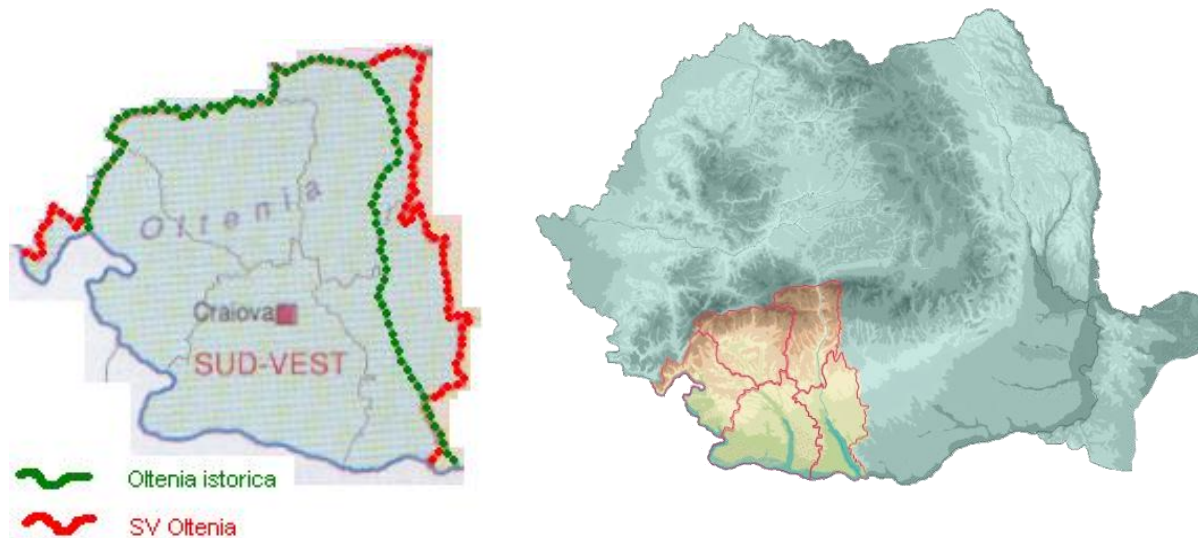 Oltenia
Craiova
SUD-VEST
Oltenia istorica
SV Oltenia